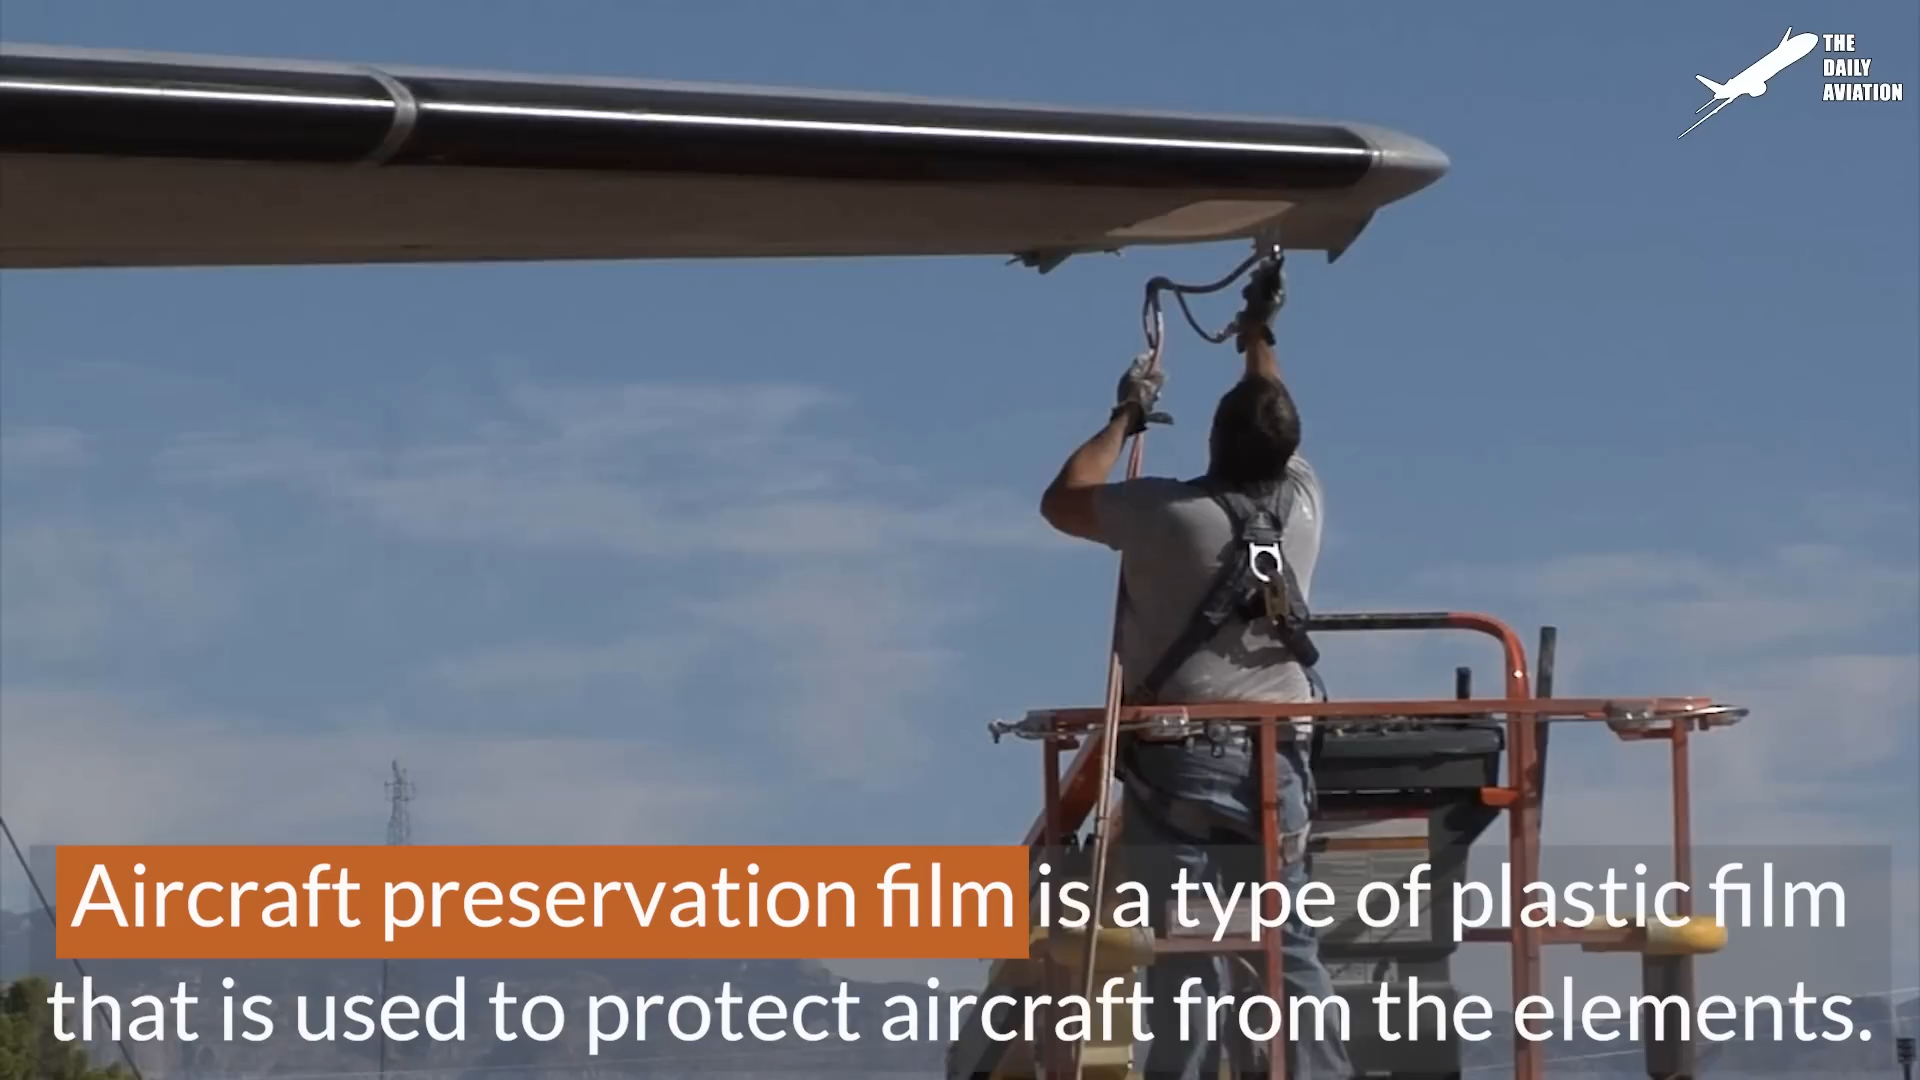 THE
DAILY
AVIATION
Aircraft preservation film is a type of plastic film
that is used to protect aircraft from the elements.